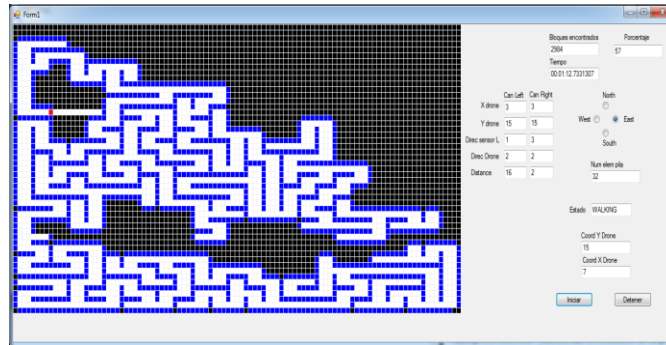 Form1
Bloques encontrados Porcentaje
2984 57
Tiempo
00:01:12.7331307
Can Left Can Right
X drone 3 3
Y drone 15 15
Direc sensor L 1 3
Direc Drone 2 2
Distance 16 2
North
West East
South
Num elem pila
32
Estado WALKING
Coord Y Drone
15
Coord X Drone
7
Iniciar Detener